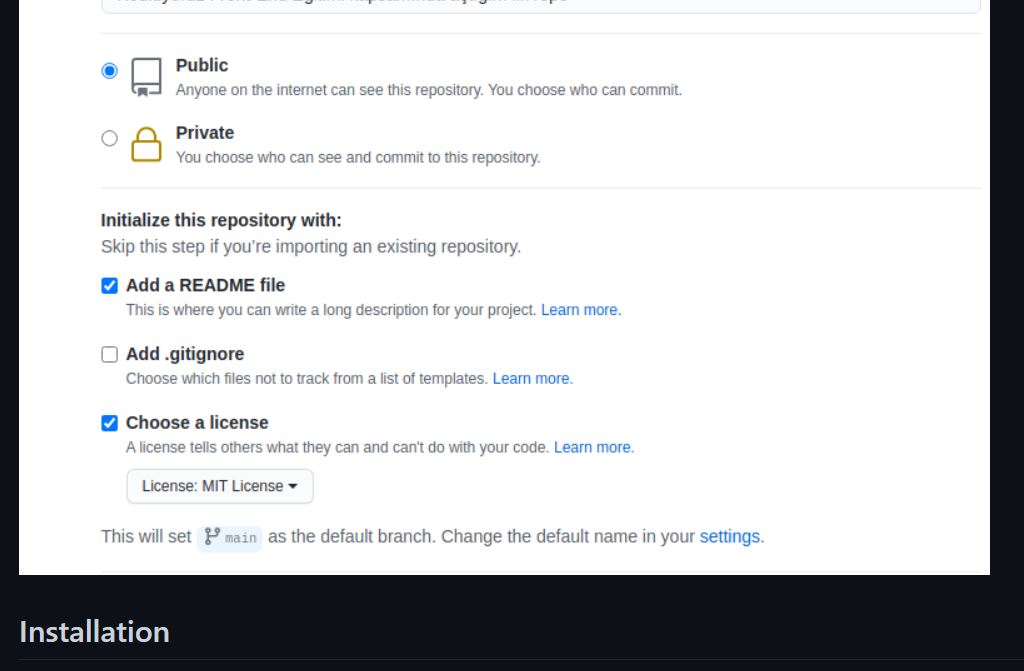 Public
Anyone on the internet can see this repository. You choose who can commit.
Private
You choose who can see and commit to this repository.
Initialize this repository with:
Skip this step if you’re importing an existing repository.
Add a README file
This is where you can write a long description for your project. Learn more.
Add .gitignore
Choose which files not to track from a list of templates. Learn more.
Choose a license
A license tells others what they can and can't do with your code. Learn more.
License: MIT License
This will set main as the default branch. Change the default name in your settings.
Installation